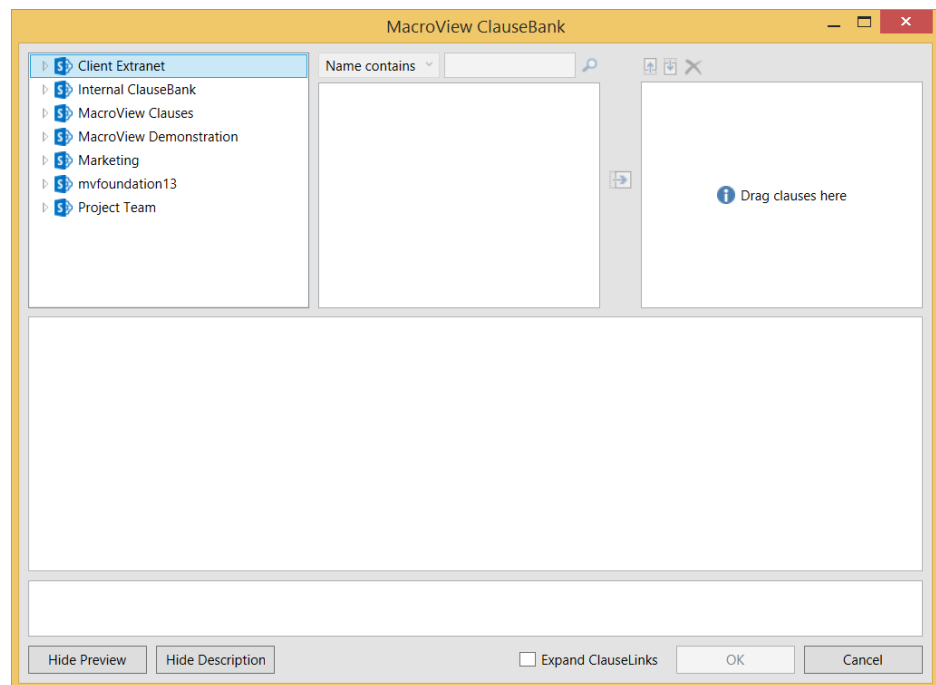 MacroView ClauseBank
Client Extranet
Internal ClauseBank
MacroView Clauses
MacroView Demonstration
Marketing
mvfoundation13
Project Team
Name contains
Drag clauses here
Hide Preview
Hide Description
Expand ClauseLinks
OK
Cancel